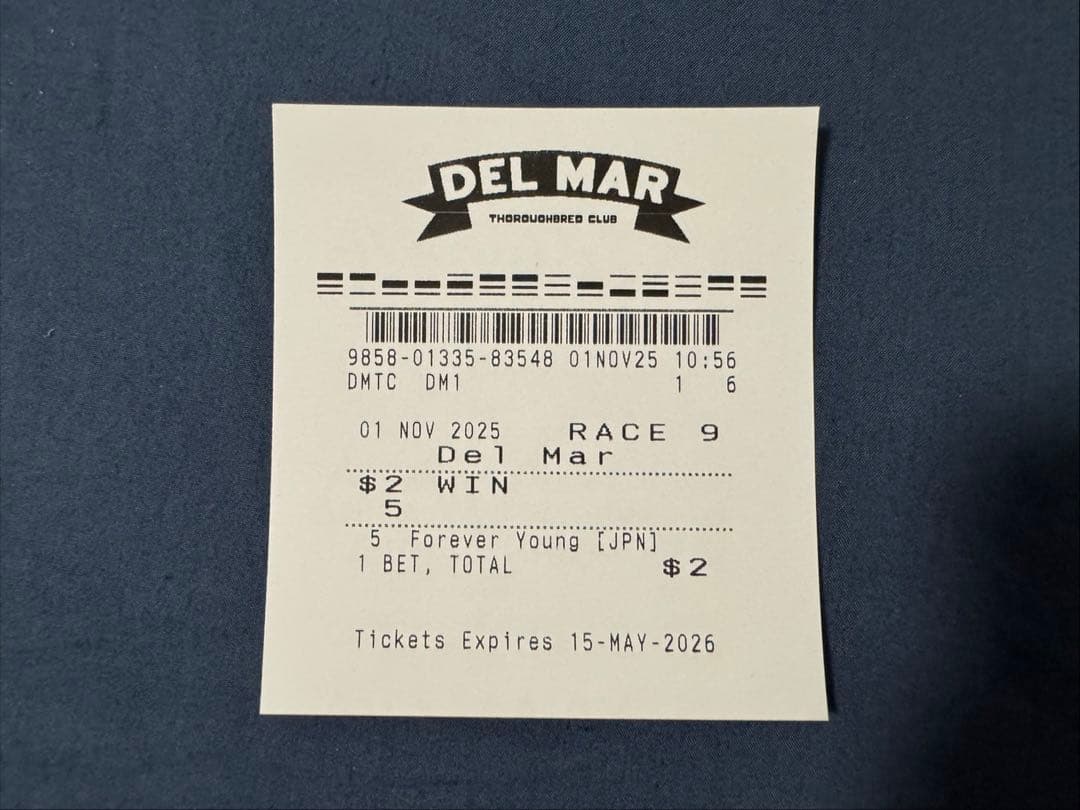 DEL MAR
THOROUGHBRED CLUB
9858-01335-83548 01NOV25 10:56
DMTC DM1 1 6
01 NOV 2025 RACE 9
Del Mar
$2 WIN
5
5 Forever Young [JPN]
1 BET, TOTAL $2
Tickets Expires 15-MAY-2026